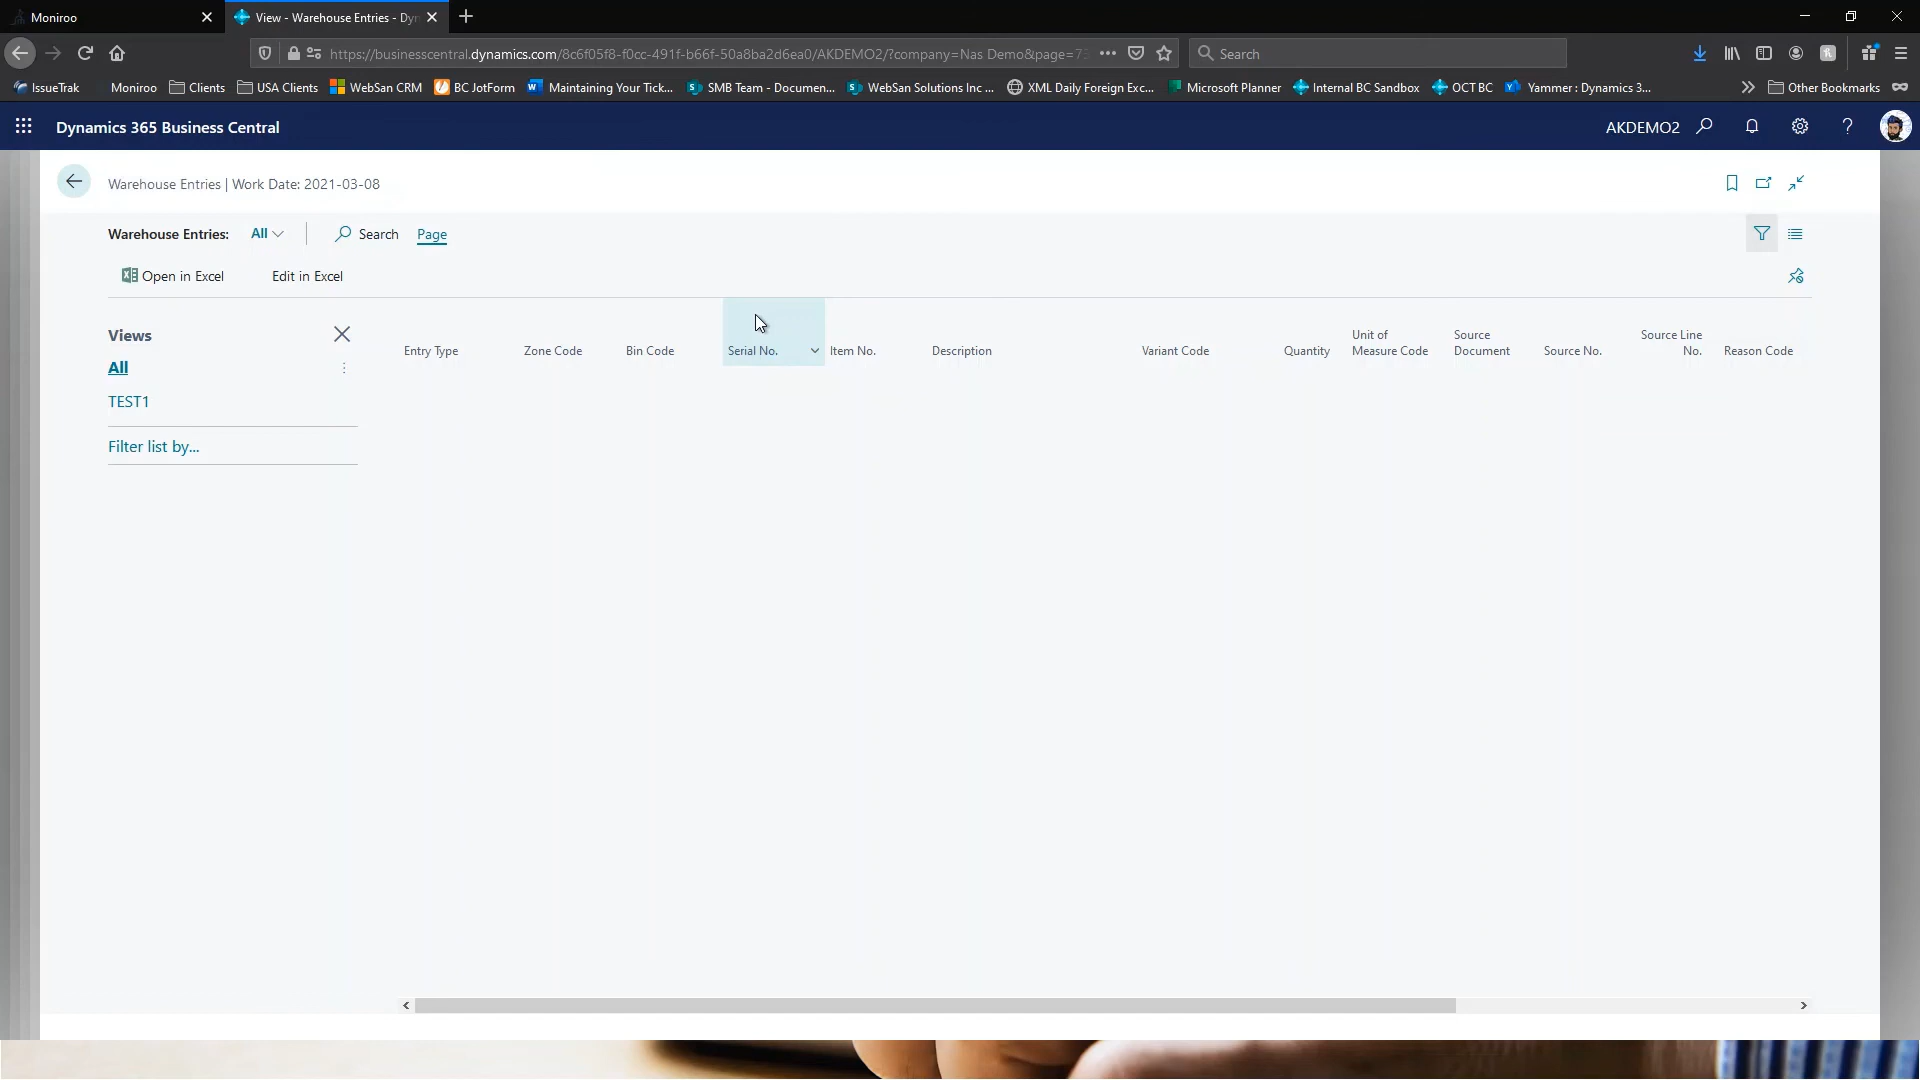 Moniroo
View - Warehouse Entries - Dyn
https://businesscentral.dynamics.com/8c6f05f8-f0cc-491f-b66f-50a8ba2d6ea0/AKDEMO2/?company=Nas Demo&page=73
Search
IssueTrak
Moniroo
Clients
USA Clients
WebSan CRM
BC JotForm
Maintaining Your Tick...
SMB Team - Documen...
WebSan Solutions Inc ...
XML Daily Foreign Exc...
Microsoft Planner
Internal BC Sandbox
OCT BC
Yammer : Dynamics 3...
Other Bookmarks
Dynamics 365 Business Central
AKDEMO2
Warehouse Entries | Work Date: 2021-03-08
Warehouse Entries:
All
Search
Page
Open in Excel
Edit in Excel
Views
All
TEST1
Filter list by...
Entry Type
Zone Code
Bin Code
Serial No.
Item No.
Description
Variant Code
Quantity
Unit of
Measure Code
Source
Document
Source No.
Source Line
No.
Reason Code